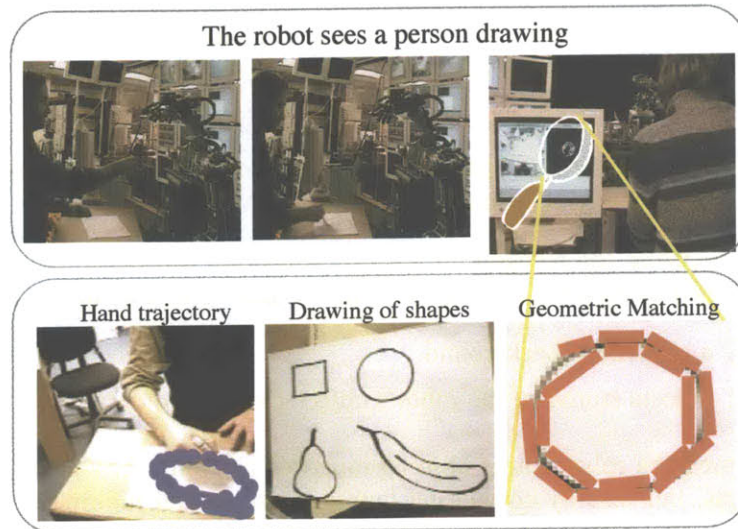 The robot sees a person drawing
Hand trajectory
Drawing of shapes
Geometric Matching